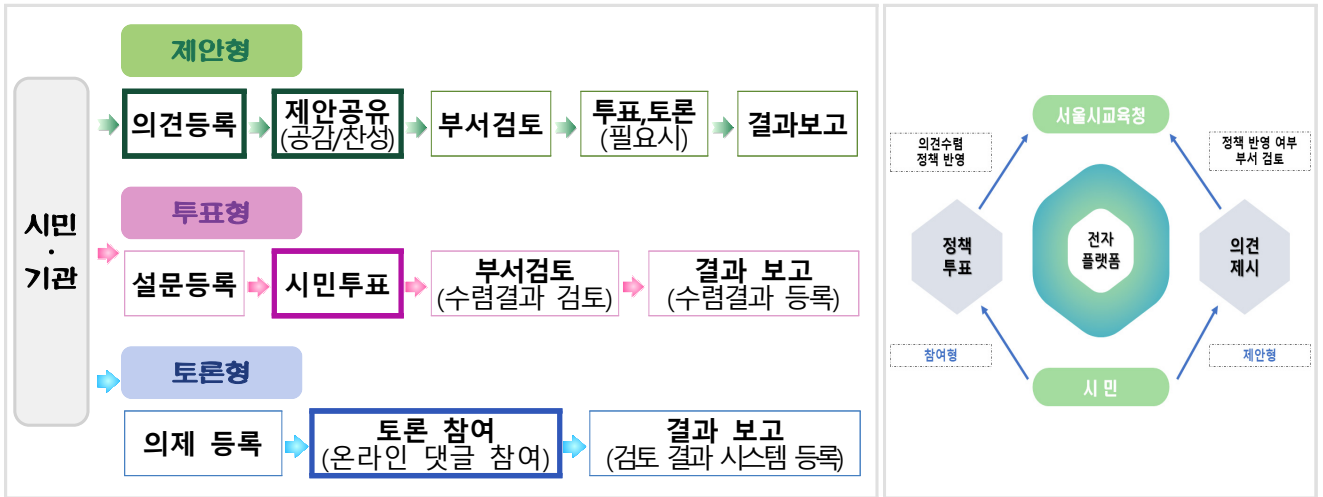 제안형
시민
·
기관
의견등록
제안공유
(공감/찬성)
부서검토
투표,토론
(필요시)
결과보고
투표형
설문등록
시민투표
부서검토
(수렴결과 검토)
결과 보고
(수렴결과 등록)
토론형
의제 등록
토론 참여
(온라인 댓글 참여)
결과 보고
(검토 결과 시스템 등록)
서울시교육청
의견수렴
정책 반영
정책 반영 여부
부서 검토
정책
투표
전자
플랫폼
의견
제시
참여형
제안형
시 민